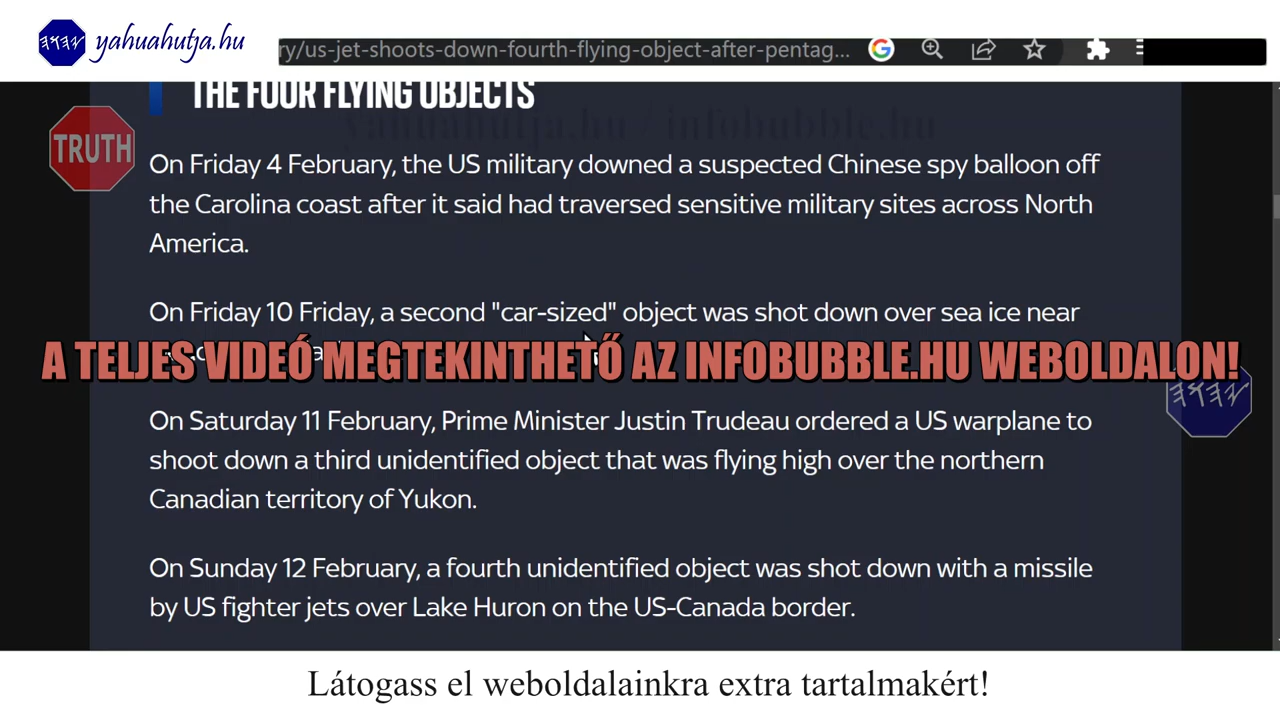 yahuahutja.hu
ry/us-jet-shoots-down-fourth-flying-object-after-pentag...
THE FOUR FLYING OBJECTS
yahuahutja.hu / infobubble.hu
TRUTH
On Friday 4 February, the US military downed a suspected Chinese spy balloon off
the Carolina coast after it said had traversed sensitive military sites across North
America.
On Friday 10 Friday, a second "car-sized" object was shot down over sea ice near
A TELJES VIDEÓ MEGTEKINTHETŐ AZ INFOBUBBLE.HU WEBOLDALON!
𐤉𐤄𐤅𐤄
On Saturday 11 February, Prime Minister Justin Trudeau ordered a US warplane to
shoot down a third unidentified object that was flying high over the northern
Canadian territory of Yukon.
On Sunday 12 February, a fourth unidentified object was shot down with a missile
by US fighter jets over Lake Huron on the US-Canada border.
Látogass el weboldalainkra extra tartalmakért!